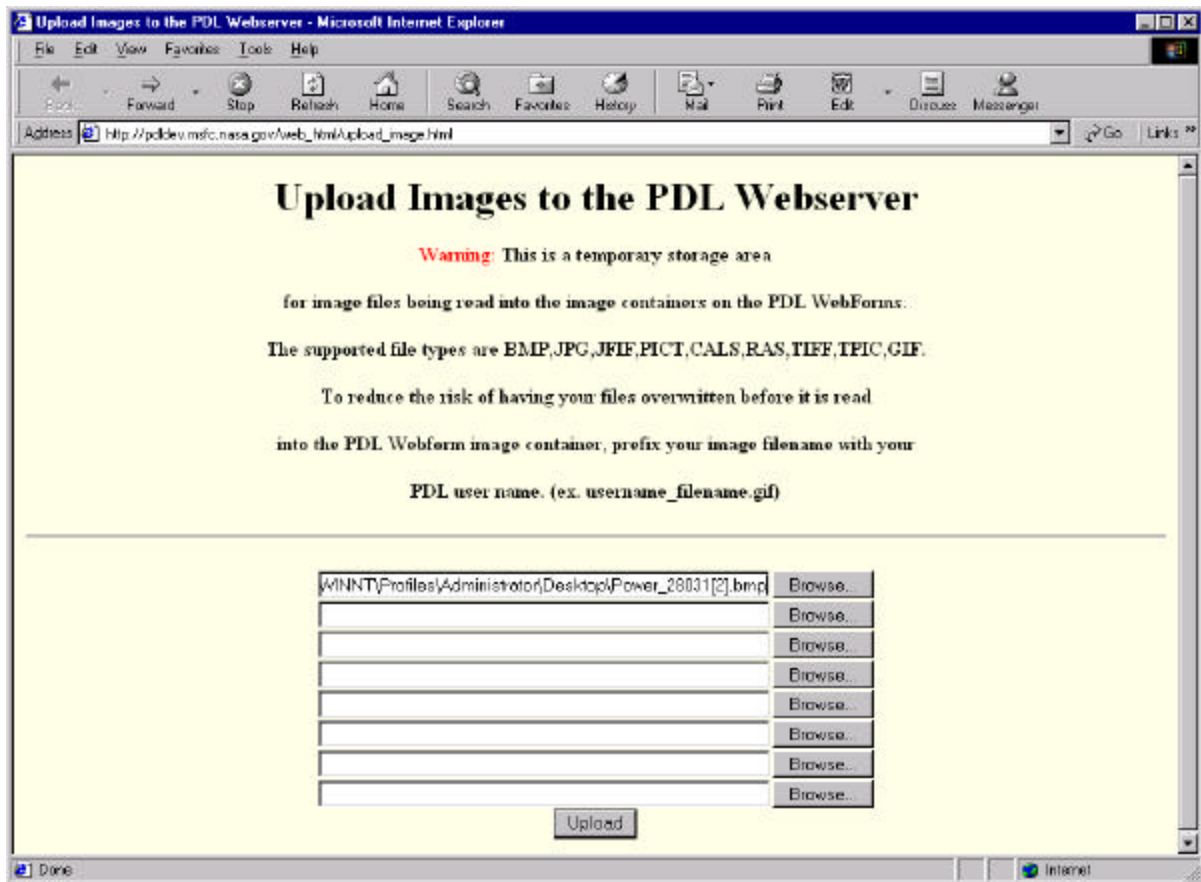 Upload Images to the PDL Webserver - Microsoft Internet Explorer
File Edit View Favorites Tools Help
Back Forward Stop Refresh Home Search Favorites History Mail Print Edit Discuss Messenger
Address http://pdldev.msfc.nasa.gov/web_html/upload_image.html Go Links »
Upload Images to the PDL Webserver
Warning: This is a temporary storage area
for image files being read into the image containers on the PDL WebForms.
The supported file types are BMP,JPG,JFIF,PICT,CALS,RAS,TIFF,TPIC,GIF.
To reduce the risk of having your files overwritten before it is read
into the PDL Webform image container, prefix your image filename with your
PDL user name. (ex. username_filename.gif)
WINNT\Profiles\Administrator\Desktop\Power_28031[2].bmp Browse...
Browse...
Browse...
Browse...
Browse...
Browse...
Browse...
Browse...
Upload
Done Internet